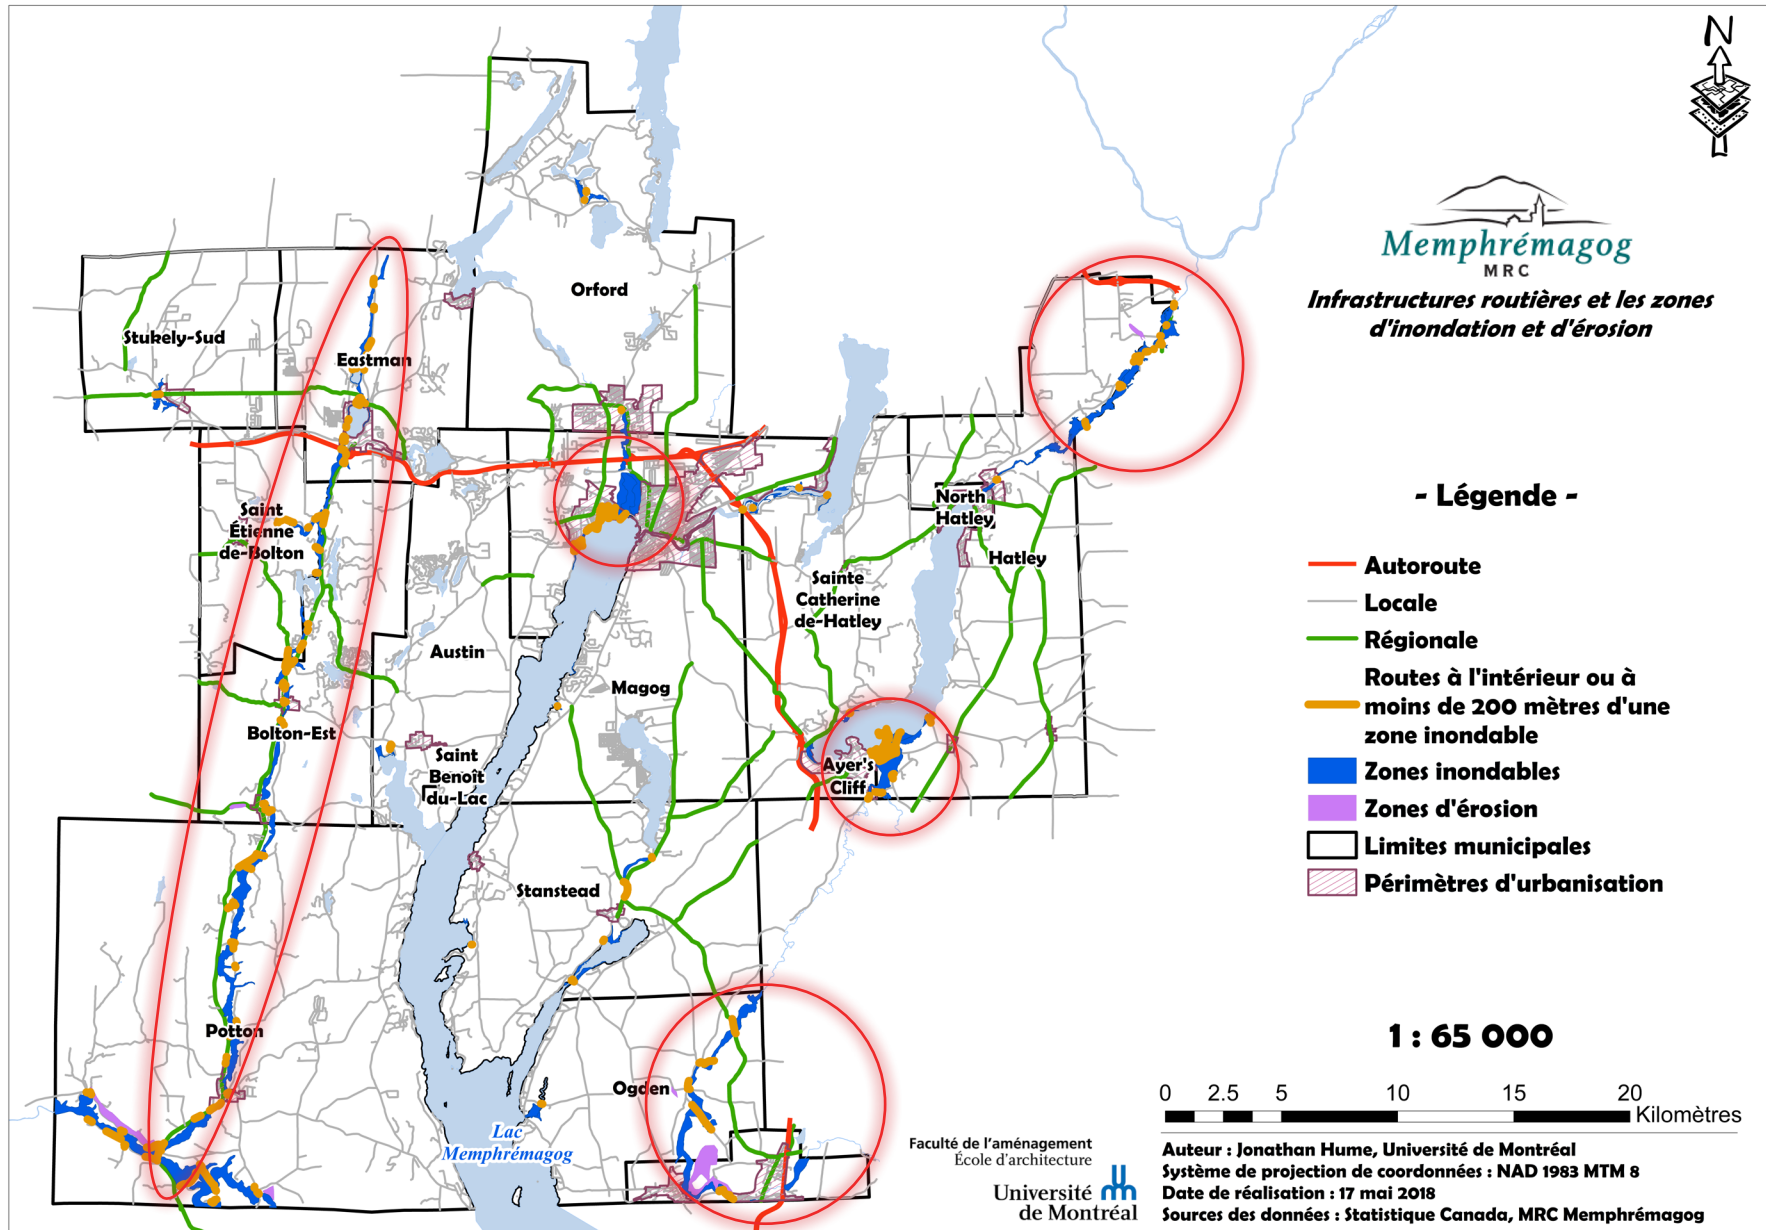 N
Memphrémagog
MRC
Infrastructures routières et les zones
d'inondation et d'érosion
Orford
Stukely-Sud
Eastman
Saint
Étienne
de-Bolton
North
Hatley
Hatley
Sainte
Catherine
de-Hatley
Austin
Magog
Bolton-Est
Saint
Benoît
du-Lac
Ayer's
Cliff
Stanstead
Potton
Ogden
Lac
Memphrémagog
- Légende -
Autoroute
Locale
Régionale
Routes à l'intérieur ou à
moins de 200 mètres d'une
zone inondable
Zones inondables
Zones d'érosion
Limites municipales
Périmètres d'urbanisation
1 : 65 000
0 2.5 5 10 15 20
Kilomètres
Faculté de l'aménagement
École d'architecture
Université
de Montréal
Auteur : Jonathan Hume, Université de Montréal
Système de projection de coordonnées : NAD 1983 MTM 8
Date de réalisation : 17 mai 2018
Sources des données : Statistique Canada, MRC Memphrémagog